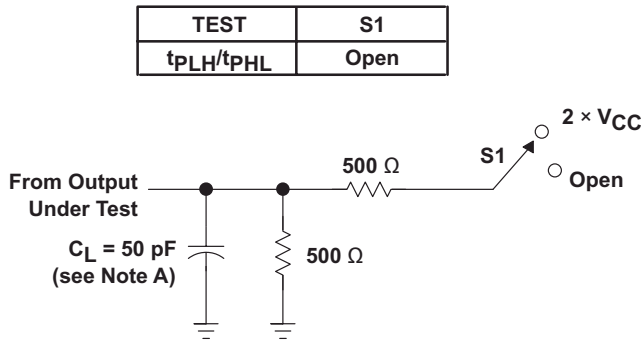 TEST S1
tPLH/tPHL Open
2 × VCC
S1
Open
500 Ω
From Output
Under Test
CL = 50 pF
(see Note A)
500 Ω